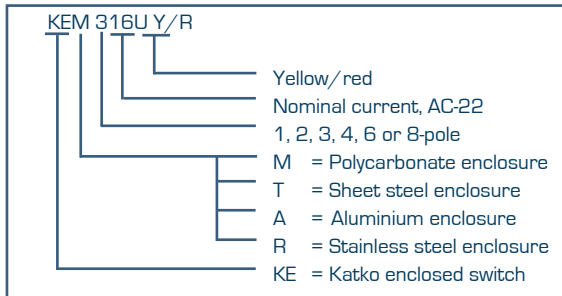 KEM 316U Y/R
Yellow/red
Nominal current, AC-22
1, 2, 3, 4, 6 or 8-pole
M = Polycarbonate enclosure
T = Sheet steel enclosure
A = Aluminium enclosure
R = Stainless steel enclosure
KE = Katko enclosed switch